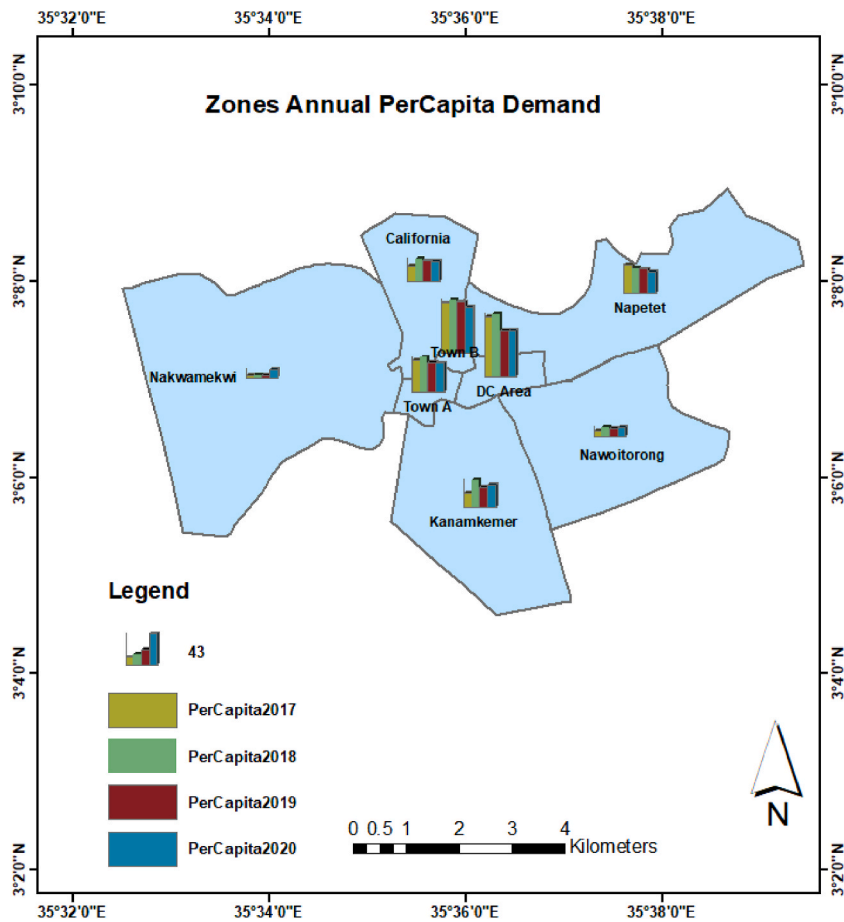 35°32'0"E 35°34'0"E 35°36'0"E 35°38'0"E
3°10'0"N 3°10'0"N
Zones Annual PerCapita Demand
California
3°8'0"N 3°8'0"N
Napetet
Town B
Nakwamekwi
DC Area
Town A
Nawoitorong
3°6'0"N 3°6'0"N
Kanamkemer
Legend
43
3°4'0"N 3°4'0"N
PerCapita2017
PerCapita2018
PerCapita2019
N
PerCapita2020
0 0.5 1 2 3 4
Kilometers
3°2'0"N 3°2'0"N
35°32'0"E 35°34'0"E 35°36'0"E 35°38'0"E